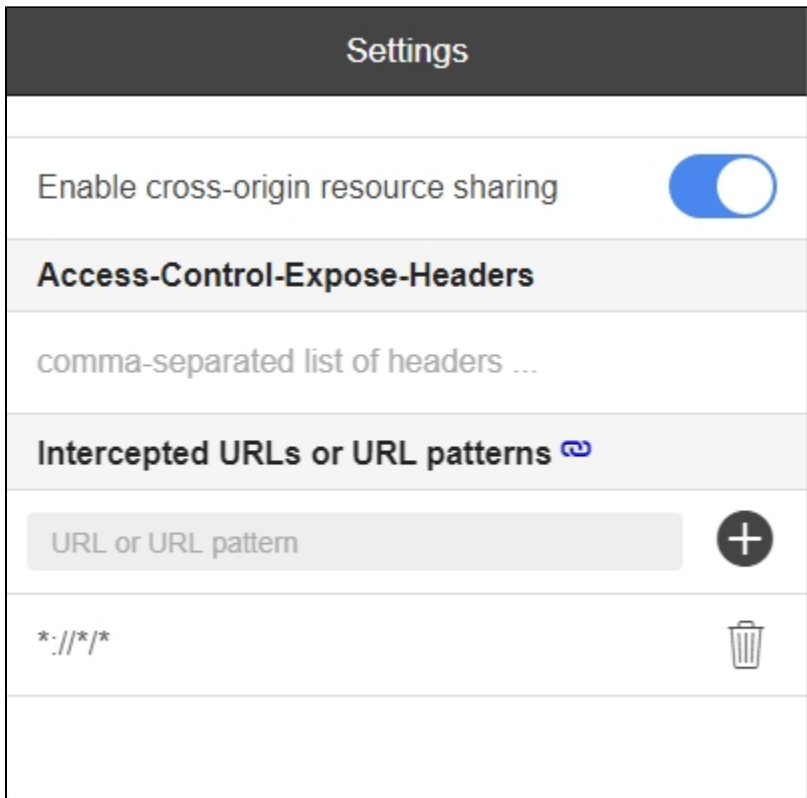 Settings
Enable cross-origin resource sharing
Access-Control-Expose-Headers
comma-separated list of headers ...
Intercepted URLs or URL patterns
URL or URL pattern
*://*/*